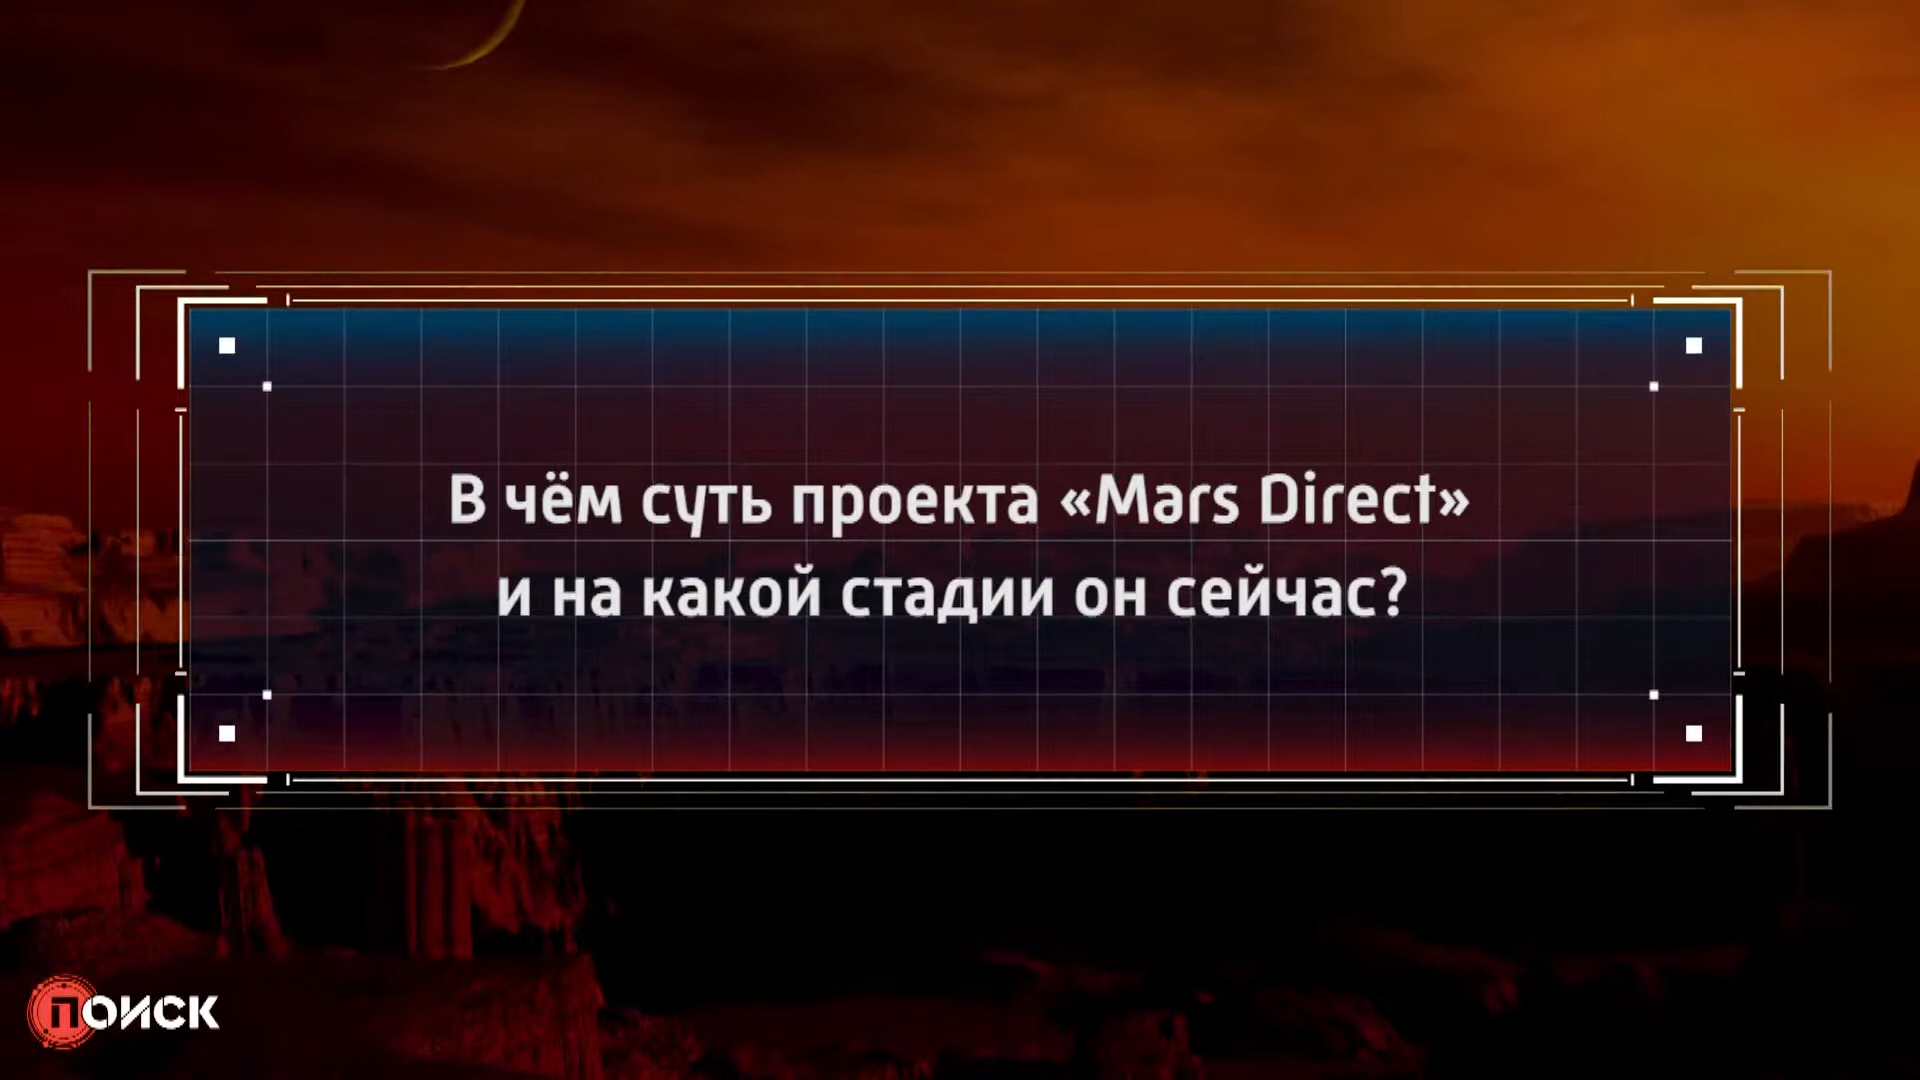 В чём суть проекта «Mars Direct»
и на какой стадии он сейчас?
ПОИСК